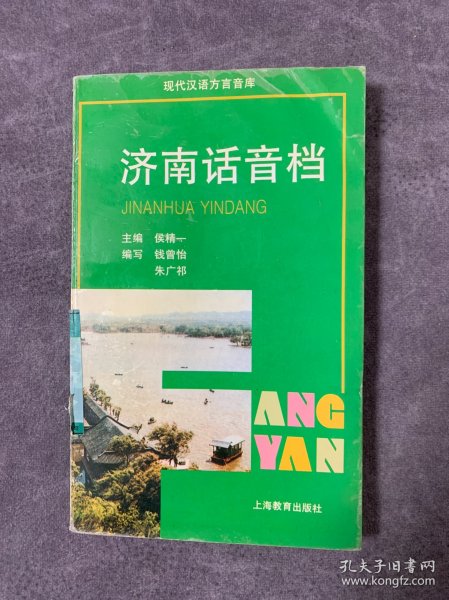 现代汉语方言音库
济南话音档
JINANHUA YINDANG
主编 侯精一
编写 钱曾怡
朱广祁
ANG
YAN
上海教育出版社
孔夫子旧书网
www.kongfz.com